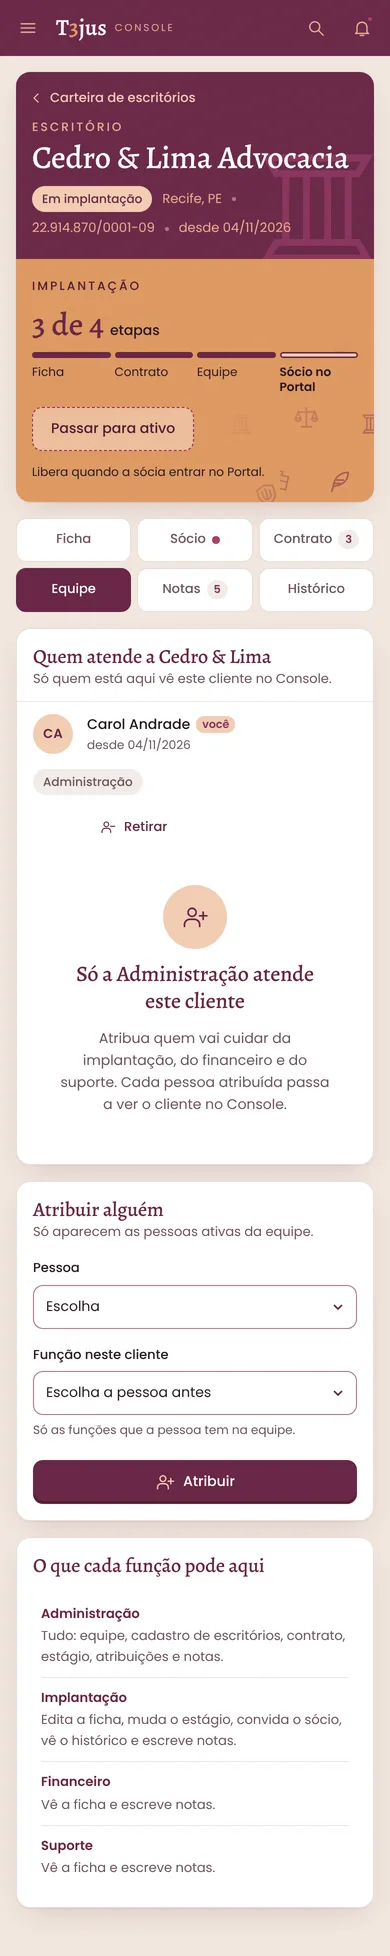 T3jus CONSOLE
Carteira de escritórios
ESCRITÓRIO
Cedro & Lima Advocacia
Em implantação Recife, PE •
22.914.870/0001-09 • desde 04/11/2026
IMPLANTAÇÃO
3 de 4 etapas
Ficha Contrato Equipe Sócio no
Portal
Passar para ativo
Libera quando a sócia entrar no Portal.
Ficha Sócio Contrato 3
Equipe Notas 5 Histórico
Quem atende a Cedro & Lima
Só quem está aqui vê este cliente no Console.
CA Carol Andrade você
desde 04/11/2026
Administração
Retirar
Só a Administração atende
este cliente
Atribua quem vai cuidar da
implantação, do financeiro e do
suporte. Cada pessoa atribuída passa
a ver o cliente no Console.
Atribuir alguém
Só aparecem as pessoas ativas da equipe.
Pessoa
Escolha
Função neste cliente
Escolha a pessoa antes
Só as funções que a pessoa tem na equipe.
Atribuir
O que cada função pode aqui
Administração
Tudo: equipe, cadastro de escritórios, contrato,
estágio, atribuições e notas.
Implantação
Edita a ficha, muda o estágio, convida o sócio,
vê o histórico e escreve notas.
Financeiro
Vê a ficha e escreve notas.
Suporte
Vê a ficha e escreve notas.